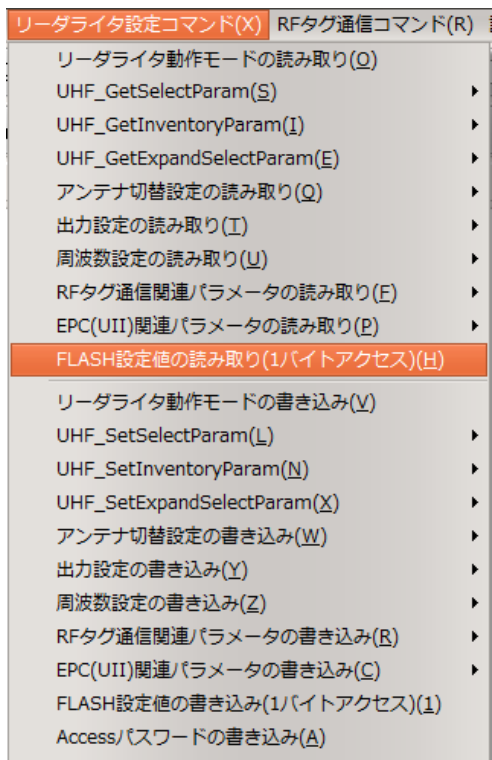 リーダライタ設定コマンド(X) RFタグ通信コマンド(R)
リーダライタ動作モードの読み取り(O)
UHF_GetSelectParam(S)
UHF_GetInventoryParam(I)
UHF_GetExpandSelectParam(E)
アンテナ切替設定の読み取り(Q)
出力設定の読み取り(T)
周波数設定の読み取り(U)
RFタグ通信関連パラメータの読み取り(F)
EPC(UII)関連パラメータの読み取り(P)
FLASH設定値の読み取り(1バイトアクセス)(H)
リーダライタ動作モードの書き込み(V)
UHF_SetSelectParam(L)
UHF_SetInventoryParam(N)
UHF_SetExpandSelectParam(X)
アンテナ切替設定の書き込み(W)
出力設定の書き込み(Y)
周波数設定の書き込み(Z)
RFタグ通信関連パラメータの書き込み(R)
EPC(UII)関連パラメータの書き込み(C)
FLASH設定値の書き込み(1バイトアクセス)(1)
Accessパスワードの書き込み(A)